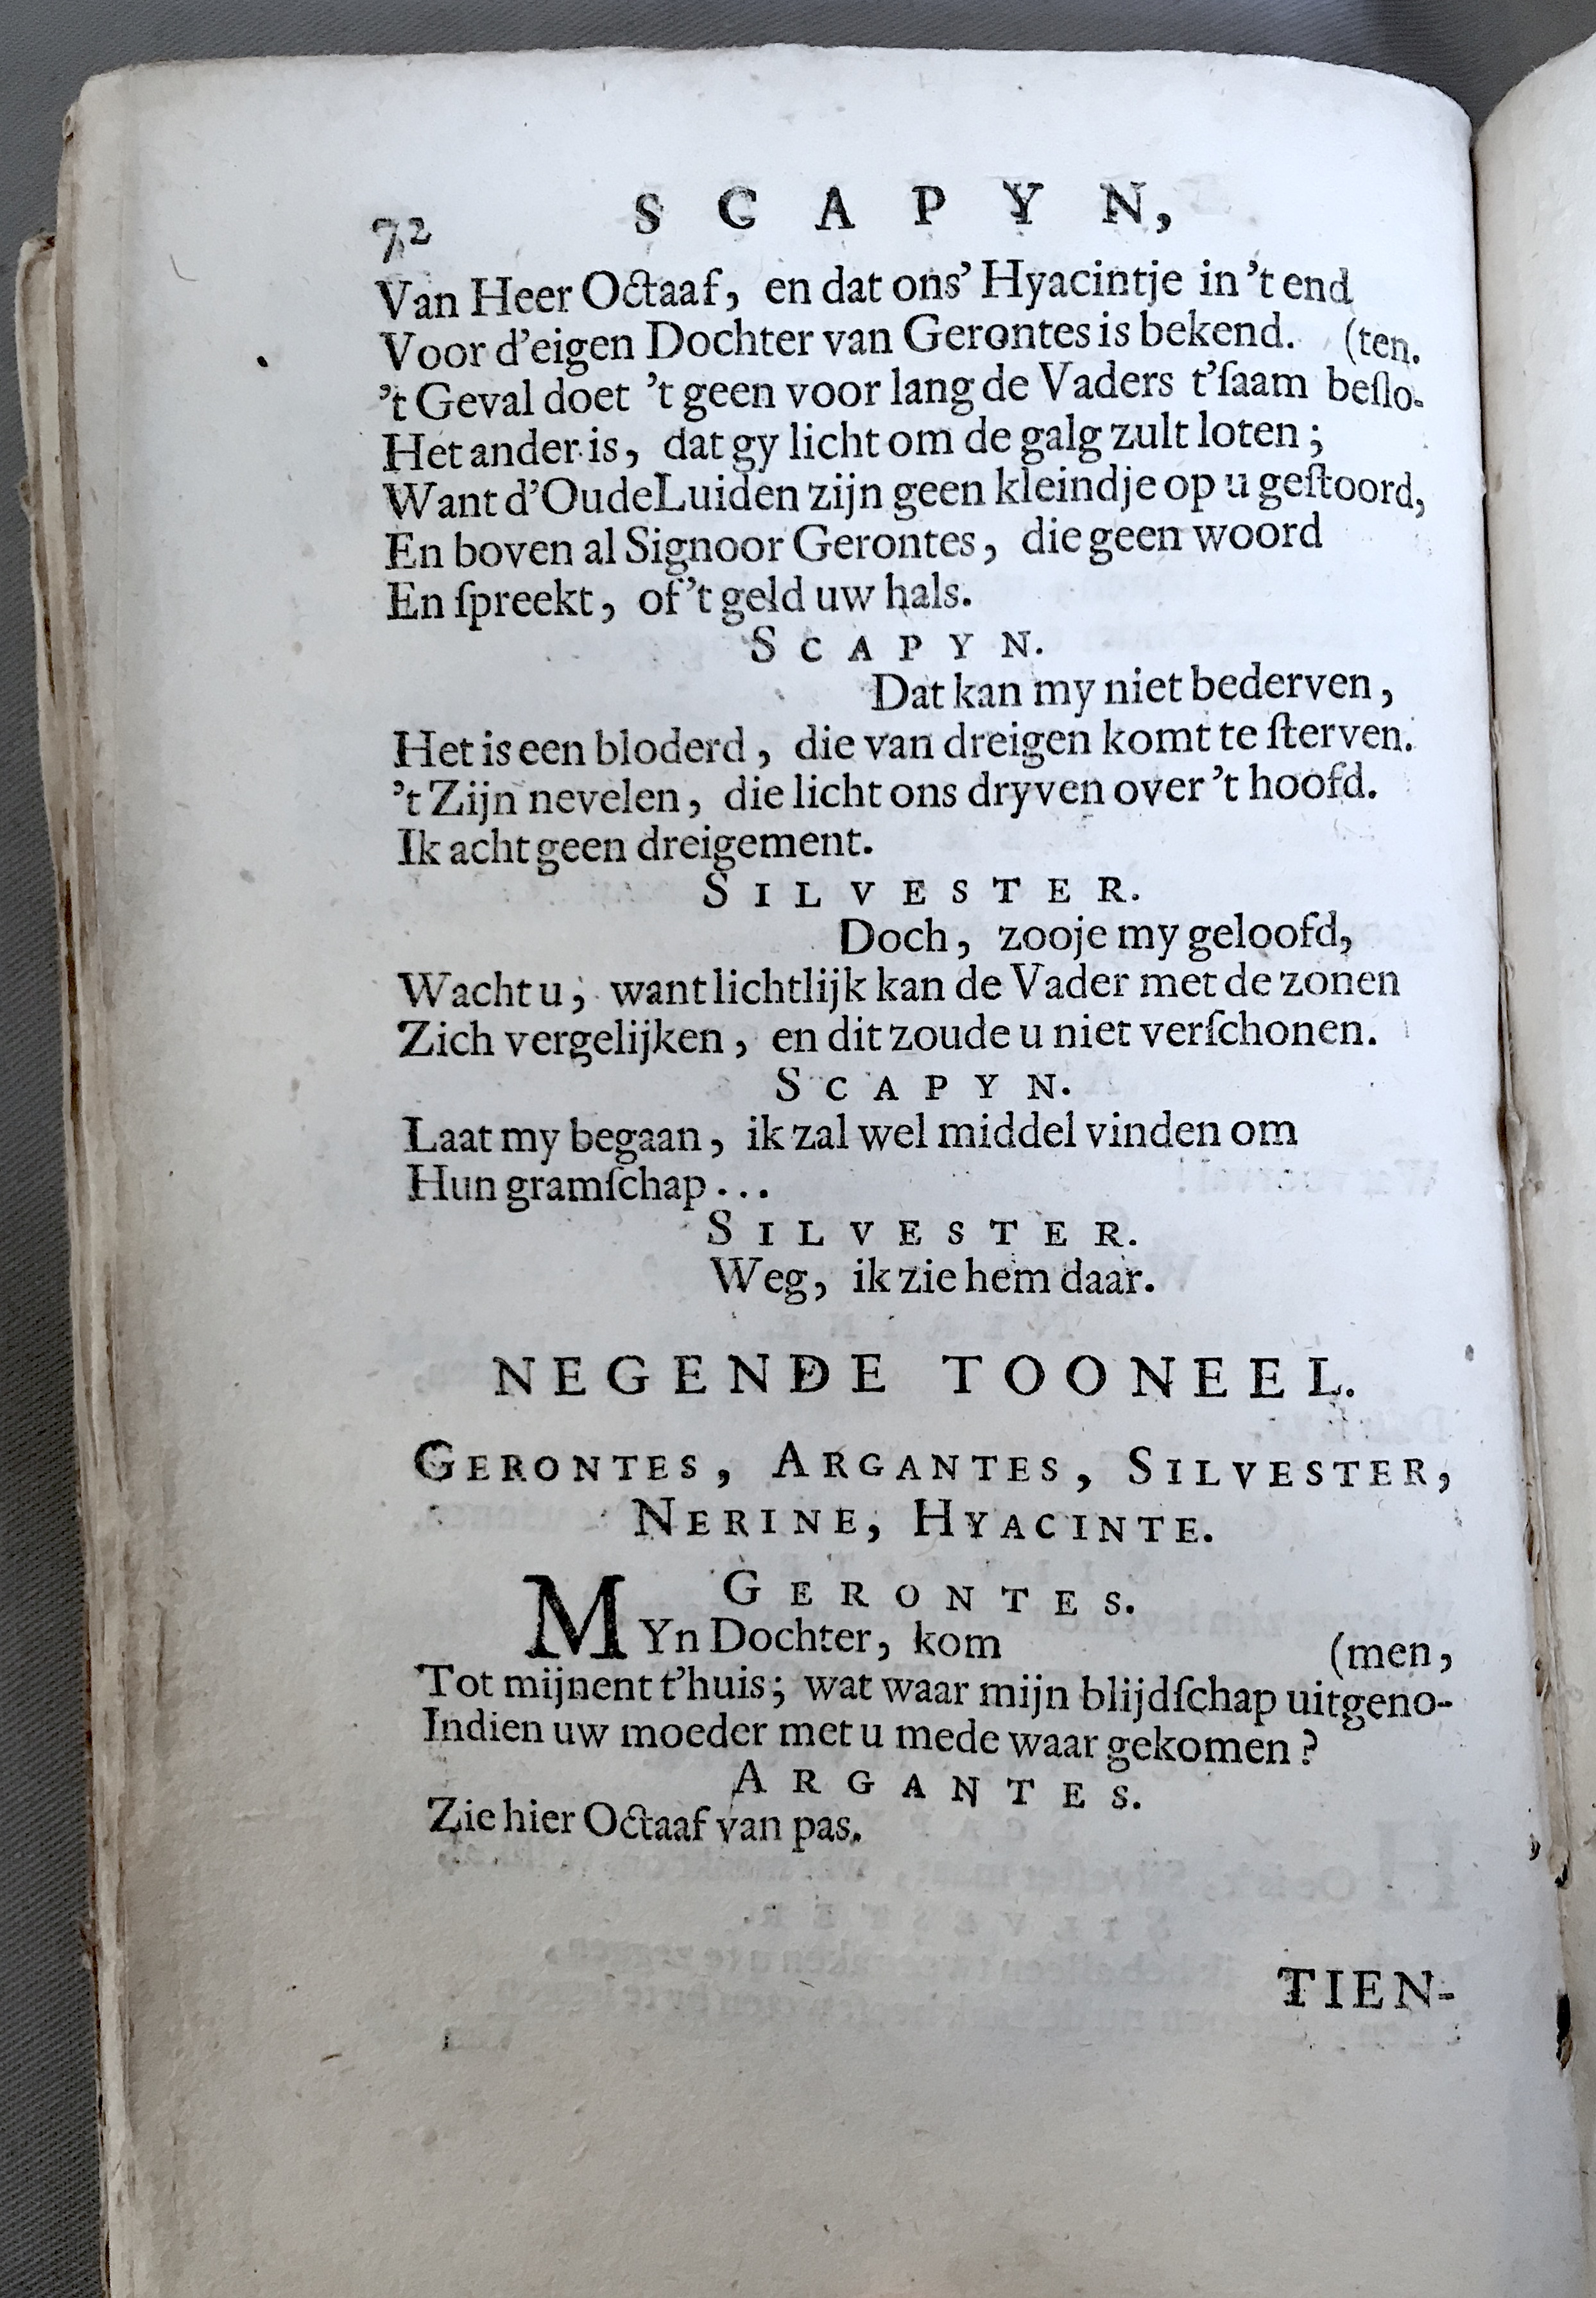 72 SCAPYN,
Van Heer Octaaf, en dat ons' Hyacintje in 't end
Voor d'eigen Dochter van Gerontes is bekend. (ten.
't Geval doet 't geen voor lang de Vaders t'ſaam beſlo-
Het ander is, dat gy licht om de galg zult loten;
Want d'Oude Luiden zijn geen kleindje op u geſtoord,
En boven al Signoor Gerontes, die geen woord
En ſpreekt, of 't geld uw hals.
SCAPYN.
Dat kan my niet bederven,
Het is een bloderd, die van dreigen komt te ſterven.
't Zijn nevelen, die licht ons dryven over 't hoofd.
Ik acht geen dreigement.
SILVESTER.
Doch, zooje my geloofd,
Wacht u, want lichtlijk kan de Vader met de zonen
Zich vergelijken, en dit zoude u niet verſchonen.
SCAPYN.
Laat my begaan, ik zal wel middel vinden om
Hun gramſchap...
SILVESTER.
Weg, ik zie hem daar.
NEGENDE TOONEEL.
GERONTES, ARGANTES, SILVESTER,
NERINE, HYACINTE.
GERONTES.
MYn Dochter, kom (men,
Tot mijnent t'huis; wat waar mijn blijdſchap uitgeno-
Indien uw moeder met u mede waar gekomen?
ARGANTES.
Zie hier Octaaf van pas.
TIEN-